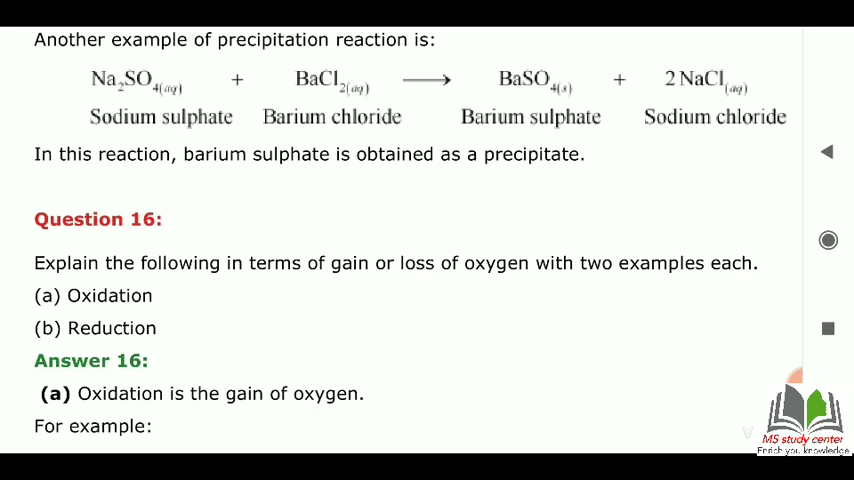 Another example of precipitation reaction is:
Na₂SO₄₍aq₎ + BaCl₂₍aq₎ ⟶ BaSO₄₍s₎ + 2 NaCl₍aq₎
Sodium sulphate Barium chloride Barium sulphate Sodium chloride
In this reaction, barium sulphate is obtained as a precipitate.
Question 16:
Explain the following in terms of gain or loss of oxygen with two examples each.
(a) Oxidation
(b) Reduction
Answer 16:
(a) Oxidation is the gain of oxygen.
For example:
MS study center
Enrich you knowledge